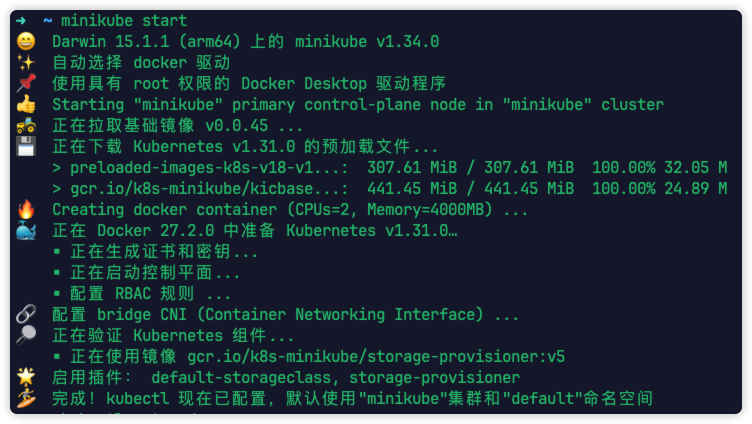 ➜ ~ minikube start
😄 Darwin 15.1.1 (arm64) 上的 minikube v1.34.0
✨ 自动选择 docker 驱动
📌 使用具有 root 权限的 Docker Desktop 驱动程序
👍 Starting "minikube" primary control-plane node in "minikube" cluster
🚜 正在拉取基础镜像 v0.0.45 ...
💾 正在下载 Kubernetes v1.31.0 的预加载文件...
> preloaded-images-k8s-v18-v1...: 307.61 MiB / 307.61 MiB 100.00% 32.05 M
> gcr.io/k8s-minikube/kicbase...: 441.45 MiB / 441.45 MiB 100.00% 24.89 M
🔥 Creating docker container (CPUs=2, Memory=4000MB) ...
🐳 正在 Docker 27.2.0 中准备 Kubernetes v1.31.0…
▪ 正在生成证书和密钥...
▪ 正在启动控制平面...
▪ 配置 RBAC 规则 ...
🔗 配置 bridge CNI (Container Networking Interface) ...
🔎 正在验证 Kubernetes 组件...
▪ 正在使用镜像 gcr.io/k8s-minikube/storage-provisioner:v5
🌟 启用插件： default-storageclass, storage-provisioner
🏄 完成！kubectl 现在已配置，默认使用"minikube"集群和"default"命名空间